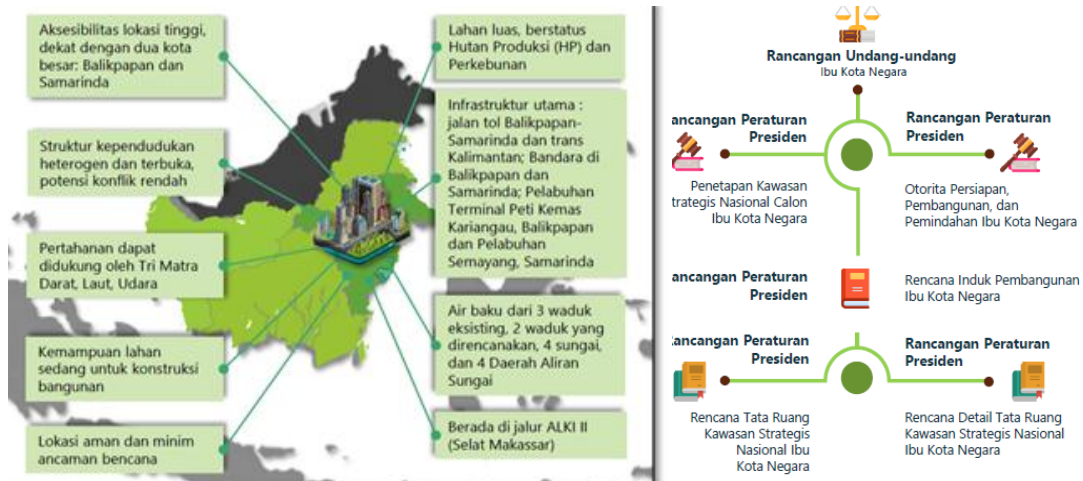 Aksesibilitas lokasi tinggi,
dekat dengan dua kota
besar: Balikpapan dan
Samarinda
Struktur kependudukan
heterogen dan terbuka,
potensi konflik rendah
Pertahanan dapat
didukung oleh Tri Matra
Darat, Laut, Udara
Kemampuan lahan
sedang untuk konstruksi
bangunan
Lokasi aman dan minim
ancaman bencana
Lahan luas, berstatus
Hutan Produksi (HP) dan
Perkebunan
Infrastruktur utama :
jalan tol Balikpapan-
Samarinda dan trans
Kalimantan; Bandara di
Balikpapan dan
Samarinda; Pelabuhan
Terminal Peti Kemas
Kariangau, Balikpapan
dan Pelabuhan
Semayang, Samarinda
Air baku dari 3 waduk
eksisting, 2 waduk yang
direncanakan, 4 sungai,
dan 4 Daerah Aliran
Sungai
Berada di jalur ALKI II
(Selat Makassar)
Rancangan Undang-undang
Ibu Kota Negara
ancangan Peraturan
Presiden
Penetapan Kawasan
trategis Nasional Calon
Ibu Kota Negara
Rancangan Peraturan
Presiden
Otorita Persiapan,
Pembangunan, dan
Pemindahan Ibu Kota Negara
ancangan Peraturan
Presiden
Rencana Induk Pembangunan
Ibu Kota Negara
ancangan Peraturan
Presiden
Rencana Tata Ruang
Kawasan Strategis
Nasional Ibu
Kota Negara
Rancangan Peraturan
Presiden
Rencana Detail Tata Ruang
Kawasan Strategis Nasional
Ibu Kota Negara